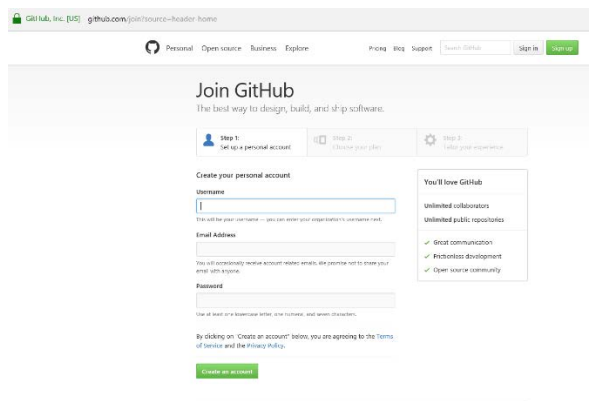 GitHub, Inc. [US] github.com/join?source=header-home
Personal Open source Business Explore Pricing Blog Support Search GitHub Sign in Sign up
Join GitHub
The best way to design, build, and ship software.
Step 1: Step 2: Step 3:
Set up a personal account Choose your plan Tailor your experience
Create your personal account
Username
This will be your username — you can enter your organization's username next.
Email Address
You will occasionally receive account related emails. We promise not to share your
email with anyone.
Password
Use at least one lowercase letter, one numeral, and seven characters.
By clicking on "Create an account" below, you are agreeing to the Terms
of Service and the Privacy Policy.
Create an account
You'll love GitHub
Unlimited collaborators
Unlimited public repositories
✓ Great communication
✓ Frictionless development
✓ Open source community